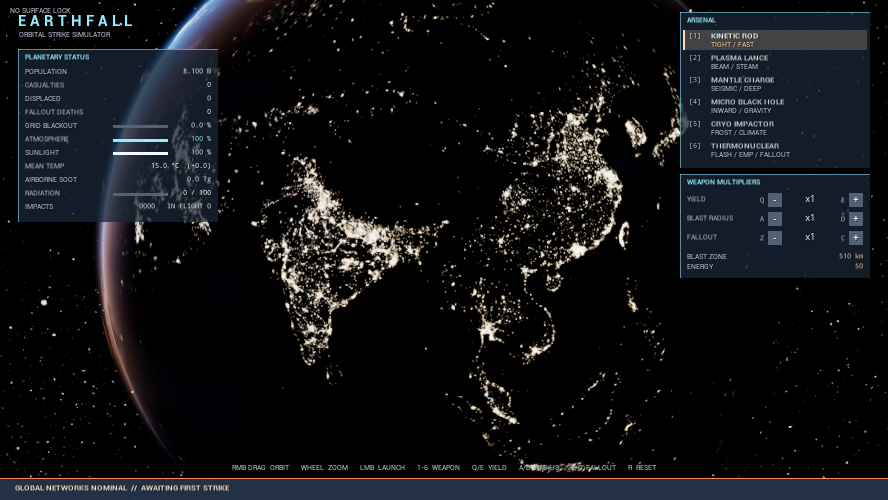 NO SURFACE LOCK
EARTHFALL
ORBITAL STRIKE SIMULATOR
PLANETARY STATUS
POPULATION 8.100 B
CASUALTIES 0
DISPLACED 0
FALLOUT DEATHS 0
GRID BLACKOUT 0.0 %
ATMOSPHERE 100 %
SUNLIGHT 100 %
MEAN TEMP 15.0 °C (+0.0)
AIRBORNE SOOT 0.0 Tg
RADIATION 0 / 100
IMPACTS 0000 IN FLIGHT 0
ARSENAL
[1] KINETIC ROD
TIGHT / FAST
[2] PLASMA LANCE
BEAM / STEAM
[3] MANTLE CHARGE
SEISMIC / DEEP
[4] MICRO BLACK HOLE
INWARD / GRAVITY
[5] CRYO IMPACTOR
FROST / CLIMATE
[6] THERMONUCLEAR
FLASH / EMP / FALLOUT
WEAPON MULTIPLIERS
YIELD Q - x1 E +
BLAST RADIUS A - x1 D +
FALLOUT Z - x1 C +
BLAST ZONE 510 km
ENERGY 50
RMB DRAG ORBIT WHEEL ZOOM LMB LAUNCH 1-6 WEAPON Q/E YIELD R RESET
GLOBAL NETWORKS NOMINAL // AWAITING FIRST STRIKE